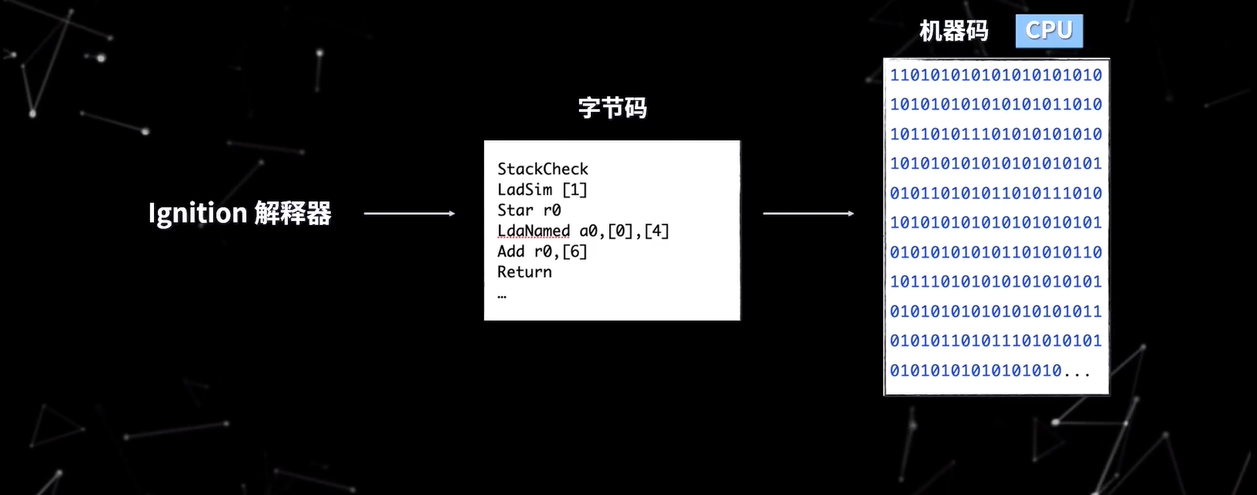 Ignition 解释器
字节码
StackCheck
LadSim [1]
Star r0
LdaNamed a0,[0],[4]
Add r0,[6]
Return
…
机器码 CPU
110101010101010101010
101010101010101011010
101101011101010101010
101010101010101010101
010110101011010111010
101010101010101010101
010101010101101010110
101110101010101010101
010101010101010101011
010101101011101010101
01010101010101010...